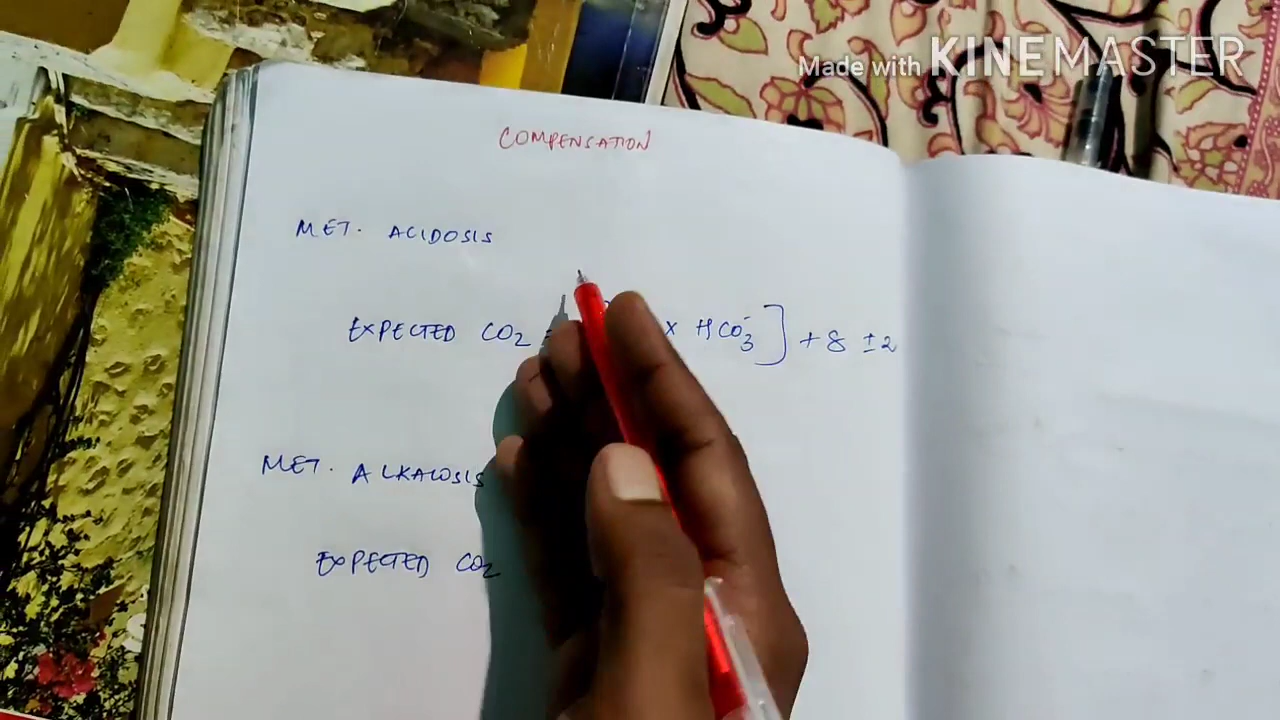 Made with KINEMASTER
COMPENSATION
MET. ACIDOSIS
EXPECTED CO2 = x HCO3-] + 8 ± 2
MET. ALKALOSIS
EXPECTED CO2